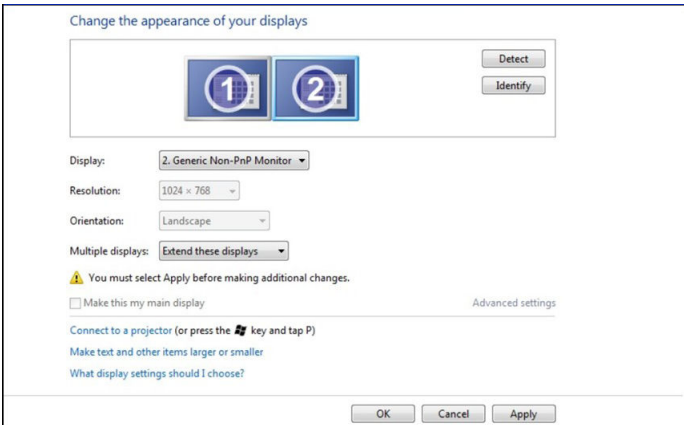 Change the appearance of your displays
1 2
Detect
Identify
Display: 2. Generic Non-PnP Monitor
Resolution: 1024 × 768
Orientation: Landscape
Multiple displays: Extend these displays
You must select Apply before making additional changes.
Make this my main display Advanced settings
Connect to a projector (or press the key and tap P)
Make text and other items larger or smaller
What display settings should I choose?
OK Cancel Apply